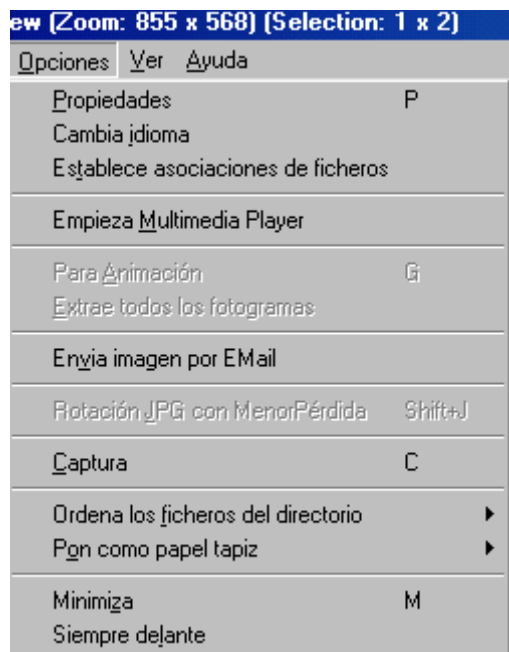 ew (Zoom: 855 x 568) (Selection: 1 x 2)
Opciones Ver Ayuda
Propiedades P
Cambia idioma
Establece asociaciones de ficheros
Empieza Multimedia Player
Para Animación G
Extrae todos los fotogramas
Envia imagen por EMail
Rotación JPG con MenorPérdida Shift+J
Captura C
Ordena los ficheros del directorio
Pon como papel tapiz
Minimiza M
Siempre delante